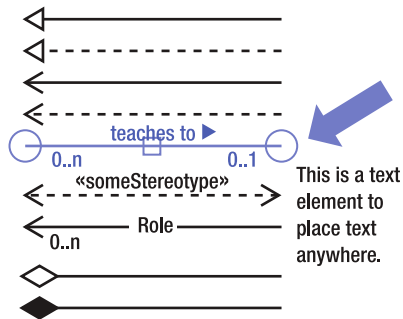 teaches to ▶
0..n
0..1
«someStereotype»
This is a text
element to
place text
anywhere.
Role
0..n